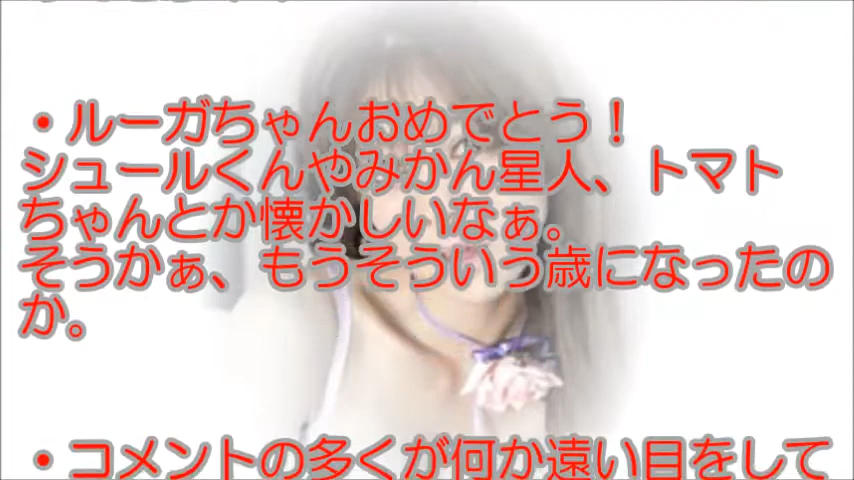 ・ルーガちゃんおめでとう！
シュールくんやみかん星人、トマト
ちゃんとか懐かしいなぁ。
そうかぁ、もうそういう歳になったの
か。
・コメントの多くが何か遠い目をして